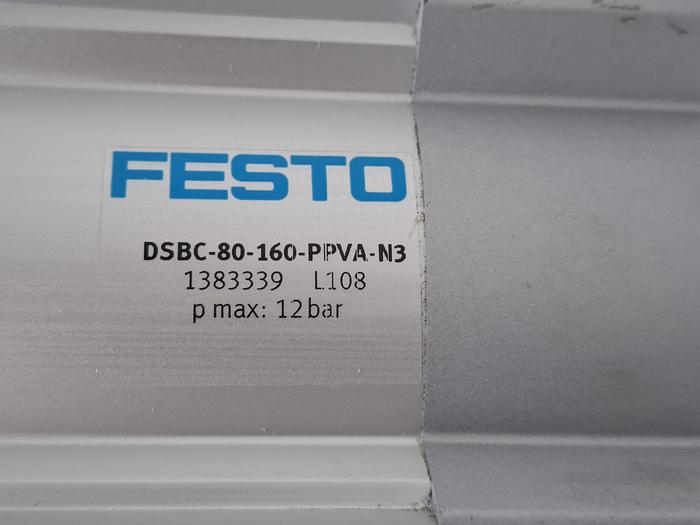 FESTO
DSBC-80-160-PPVA-N3
1383339 L108
p max: 12 bar